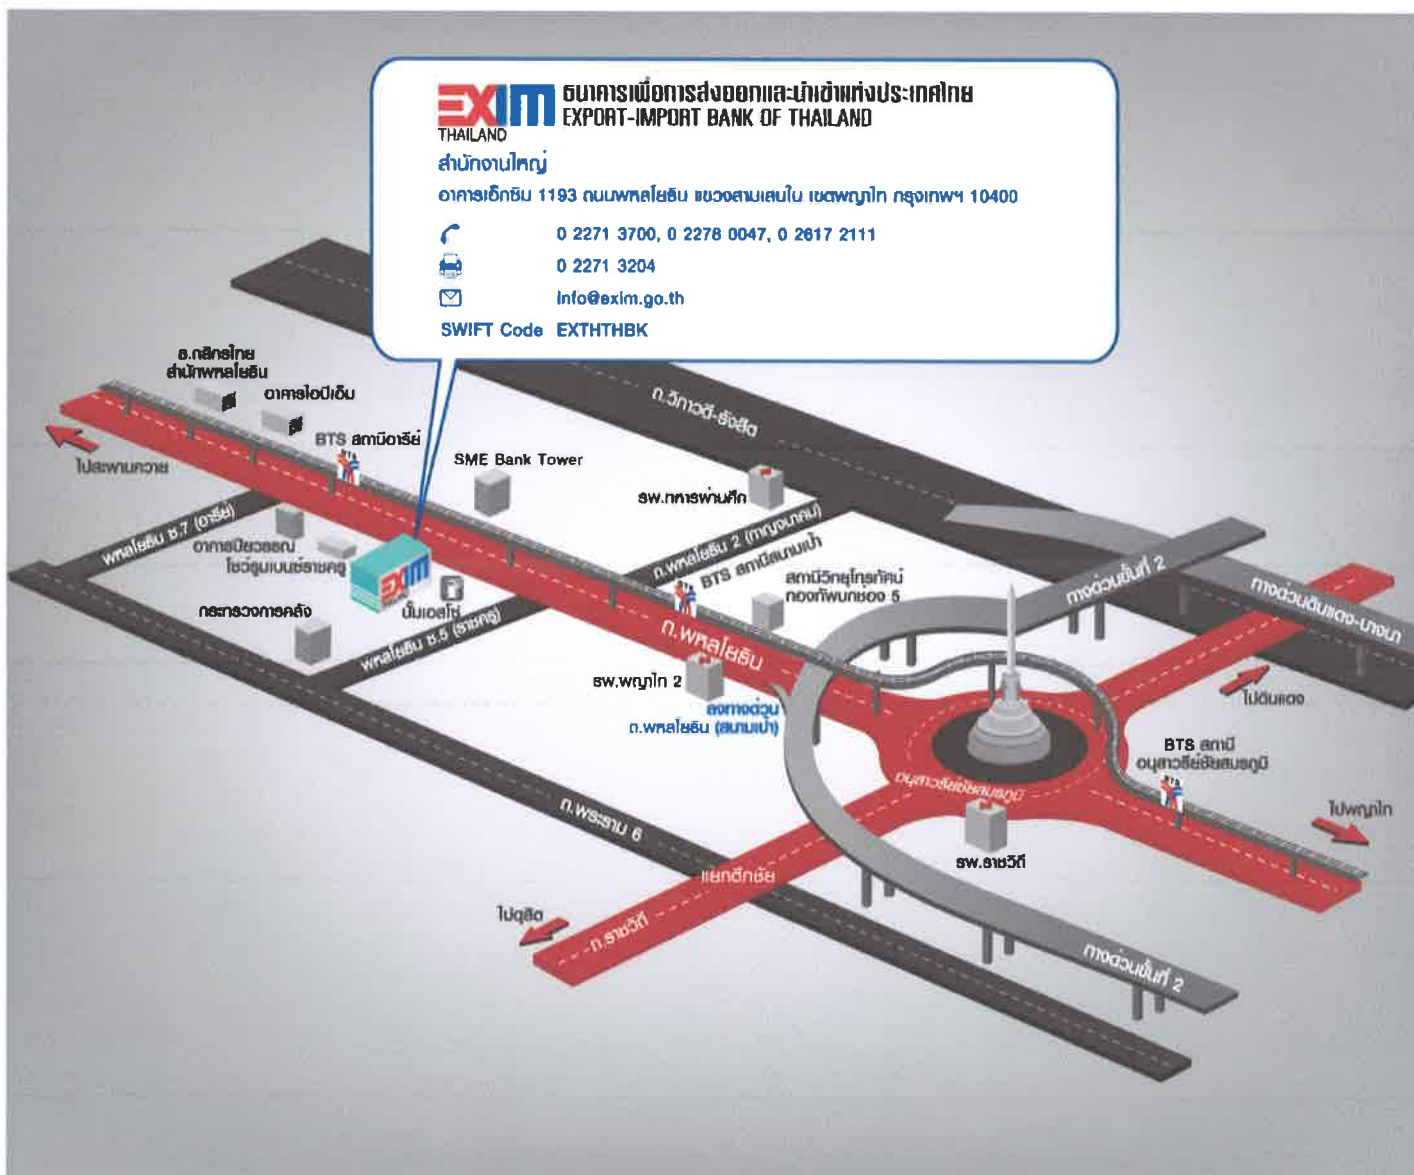 EXIM
THAILAND
ธนาคารเพื่อการส่งออกและนำเข้าแห่งประเทศไทย
EXPORT-IMPORT BANK OF THAILAND
สำนักงานใหญ่
อาคารเอ็กซิม 1193 ถนนพหลโยธิน แขวงสามเสนใน เขตพญาไท กรุงเทพฯ 10400
0 2271 3700, 0 2278 0047, 0 2617 2111
0 2271 3204
info@exim.go.th
SWIFT Code EXTHTHBK
ธ.กสิกรไทย
สำนักพหลโยธิน
อาคารไอบีเอ็ม
BTS สถานีอารีย์
ไปสะพานควาย
SME Bank Tower
ถ.วิภาวดี-รังสิต
รพ.ทหารผ่านศึก
พหลโยธิน ซ.7 (อารีย์)
อาคารปิยวรรณ
โชว์รูมเบนซ์ราชครู
EXIM
ปั๊มเอสโซ่
กระทรวงการคลัง
พหลโยธิน ซ.5 (ราชครู)
ถ.พหลโยธิน 2 (กาญจนาคม)
BTS สถานีสนามเป้า
BTS
สถานีวิทยุโทรทัศน์
กองทัพบกช่อง 5
ทางด่วนขั้นที่ 2
ทางด่วนดินแดง-บางนา
ถ.พหลโยธิน
รพ.พญาไท 2
ลงทางด่วน
ถ.พหลโยธิน (สนามเป้า)
ไปดินแดง
BTS สถานี
อนุสาวรีย์ชัยสมรภูมิ
BTS
อนุสาวรีย์ชัยสมรภูมิ
ไปพญาไท
รพ.ราชวิถี
ถ.พระราม 6
แยกตึกชัย
ไปดุสิต
ถ.ราชวิถี
ทางด่วนขั้นที่ 2